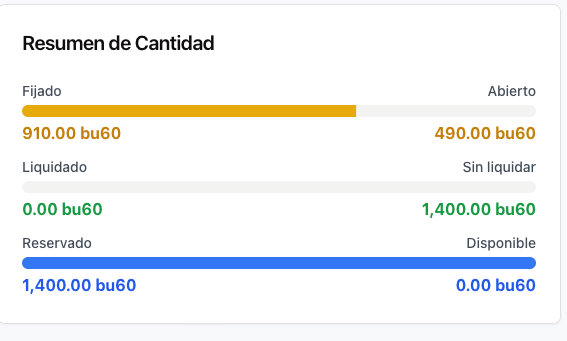 Resumen de Cantidad
Fijado Abierto
910.00 bu60 490.00 bu60
Liquidado Sin liquidar
0.00 bu60 1,400.00 bu60
Reservado Disponible
1,400.00 bu60 0.00 bu60